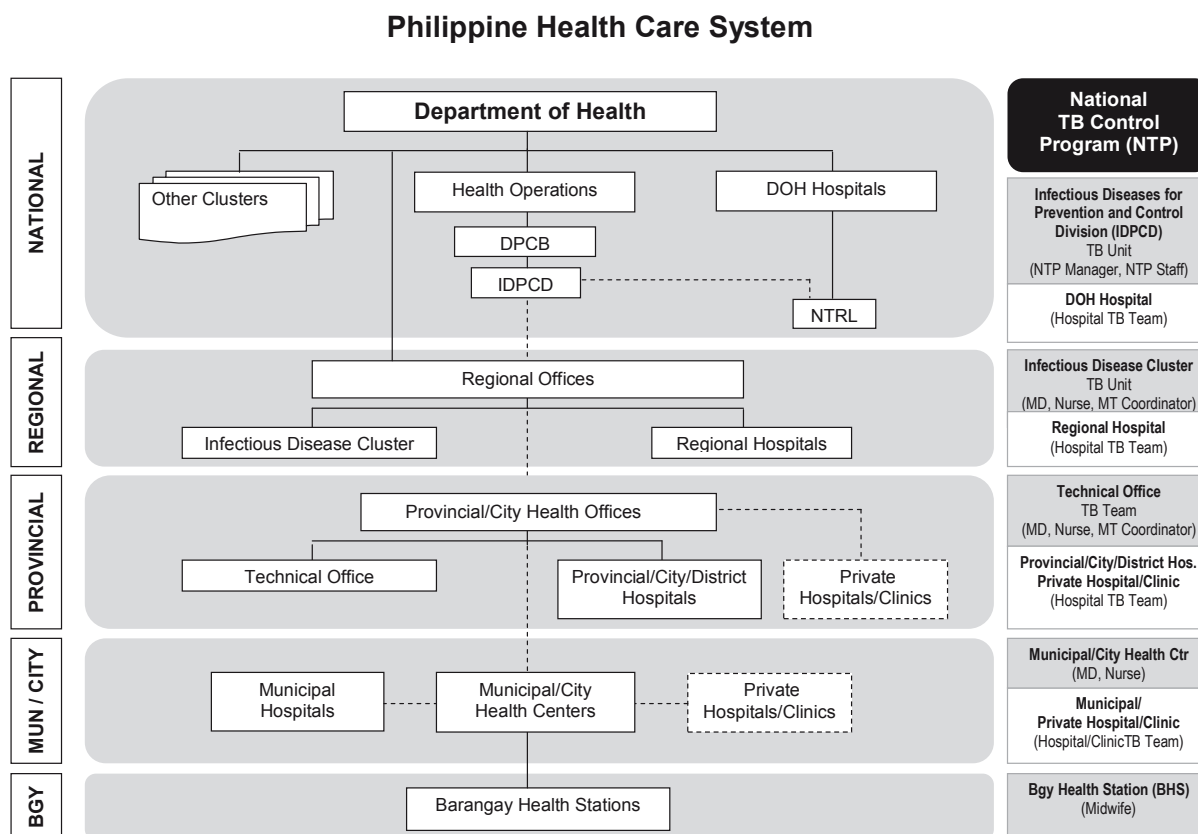 Philippine Health Care System
NATIONAL
Department of Health
Other Clusters
Health Operations
DOH Hospitals
DPCB
IDPCD
NTRL
National
TB Control
Program (NTP)
Infectious Diseases for
Prevention and Control
Division (IDPCD)
TB Unit
(NTP Manager, NTP Staff)
DOH Hospital
(Hospital TB Team)
REGIONAL
Regional Offices
Infectious Disease Cluster
Regional Hospitals
Infectious Disease Cluster
TB Unit
(MD, Nurse, MT Coordinator)
Regional Hospital
(Hospital TB Team)
PROVINCIAL
Provincial/City Health Offices
Technical Office
Provincial/City/District
Hospitals
Private
Hospitals/Clinics
Technical Office
TB Team
(MD, Nurse, MT Coordinator)
Provincial/City/District Hos.
Private Hospital/Clinic
(Hospital TB Team)
MUN / CITY
Municipal
Hospitals
Municipal/City
Health Centers
Private
Hospitals/Clinics
Municipal/City Health Ctr
(MD, Nurse)
Municipal/
Private Hospital/Clinic
(Hospital/ClinicTB Team)
BGY
Barangay Health Stations
Bgy Health Station (BHS)
(Midwife)